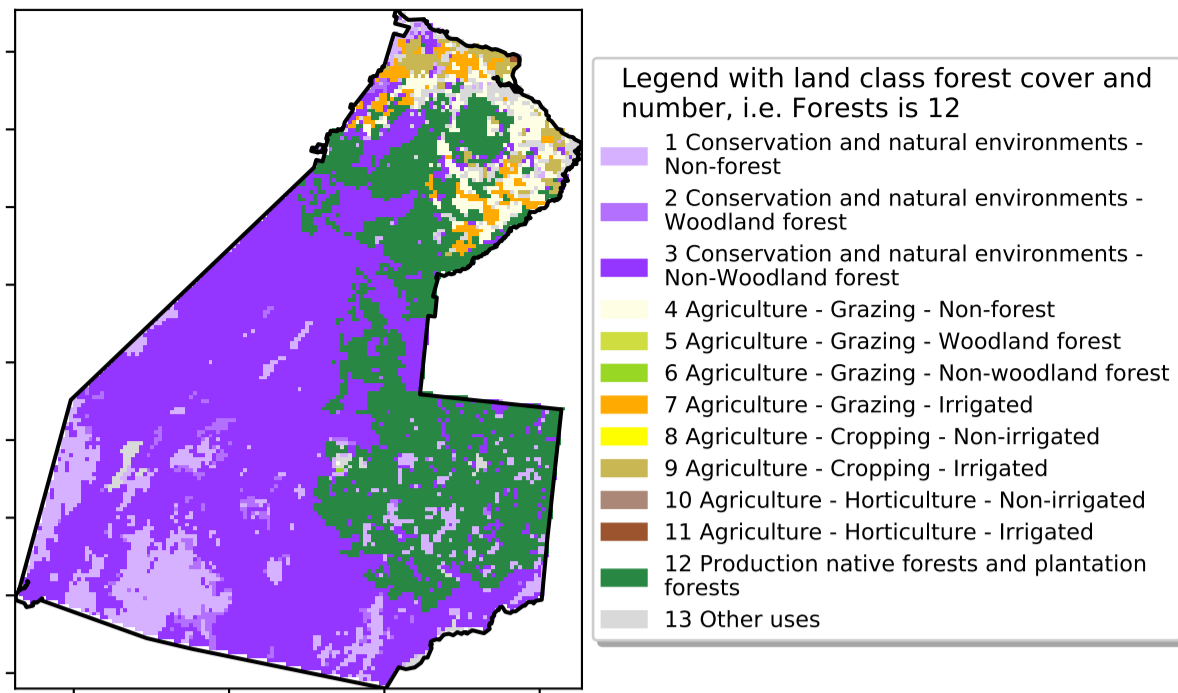 Legend with land class forest cover and
number, i.e. Forests is 12
1 Conservation and natural environments -
Non-forest
2 Conservation and natural environments -
Woodland forest
3 Conservation and natural environments -
Non-Woodland forest
4 Agriculture - Grazing - Non-forest
5 Agriculture - Grazing - Woodland forest
6 Agriculture - Grazing - Non-woodland forest
7 Agriculture - Grazing - Irrigated
8 Agriculture - Cropping - Non-irrigated
9 Agriculture - Cropping - Irrigated
10 Agriculture - Horticulture - Non-irrigated
11 Agriculture - Horticulture - Irrigated
12 Production native forests and plantation
forests
13 Other uses